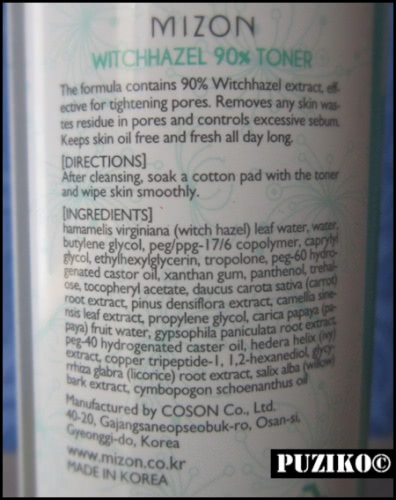 MIZON
WITCHHAZEL 90% TONER
The formula contains 90% Witchhazel extract, eff-
ective for tightening pores. Removes any skin was-
tes residue in pores and controls excessive sebum.
Keeps skin oil free and fresh all day long.
[DIRECTIONS]
After cleansing, soak a cotton pad with the toner
and wipe skin smoothly.
[INGREDIENTS]
hamamelis virginiana (witch hazel) leaf water, water,
butylene glycol, peg/ppg-17/6 copolymer, caprylyl
glycol, ethylhexylglycerin, tropolone, peg-60 hydro-
genated castor oil, xanthan gum, panthenol, trehal-
ose, tocopheryl acetate, daucus carota sativa (carrot)
root extract, pinus densiflora extract, camellia sine-
nsis leaf extract, propylene glycol, carica papaya (pa-
paya) fruit water, gypsophila paniculata root extract,
peg-40 hydrogenated caster oil, hedera helix (ivy)
extract, copper tripeptide-1, 1,2-hexanediol, glycy-
rrhiza glabra (licorice) root extract, salix alba (willow)
bark extract, cymbopogon schoenanthus oil
Manufactured by COSON Co., Ltd.
40-20, Gajangsaneopseobuk-ro, Osan-si,
Gyeonggi-do, Korea
www.mizon.co.kr
MADE IN KOREA
PUZIKO©